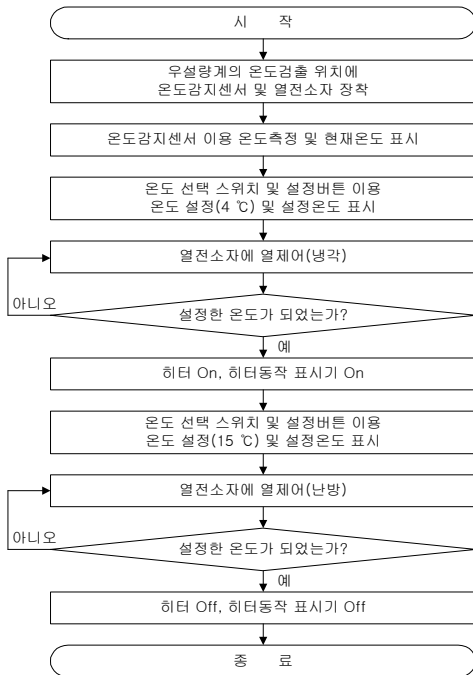 시 작
우설량계의 온도검출 위치에
온도감지센서 및 열전소자 장착
온도감지센서 이용 온도측정 및 현재온도 표시
온도 선택 스위치 및 설정버튼 이용
온도 설정(4 ℃) 및 설정온도 표시
열전소자에 열제어(냉각)
아니오
설정한 온도가 되었는가?
예
히터 On, 히터동작 표시기 On
온도 선택 스위치 및 설정버튼 이용
온도 설정(15 ℃) 및 설정온도 표시
열전소자에 열제어(난방)
아니오
설정한 온도가 되었는가?
예
히터 Off, 히터동작 표시기 Off
종 료